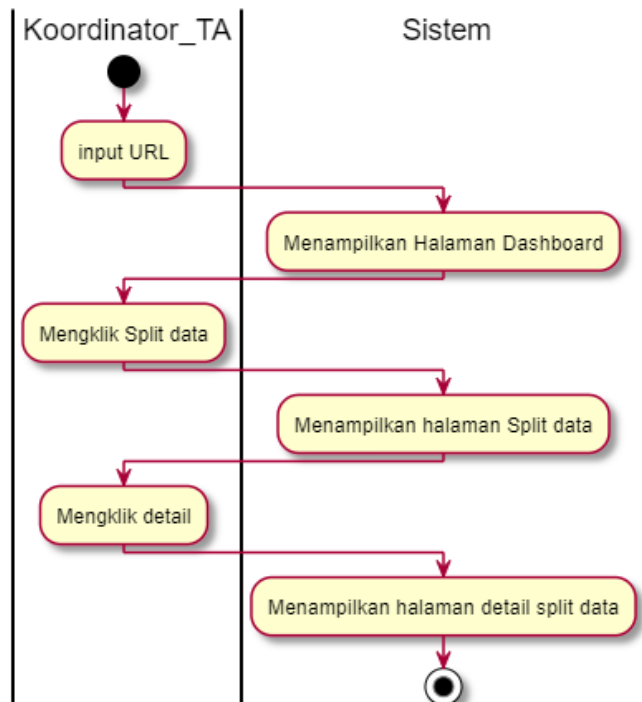 Koordinator_TA
Sistem
input URL
Menampilkan Halaman Dashboard
Mengklik Split data
Menampilkan halaman Split data
Mengklik detail
Menampilkan halaman detail split data